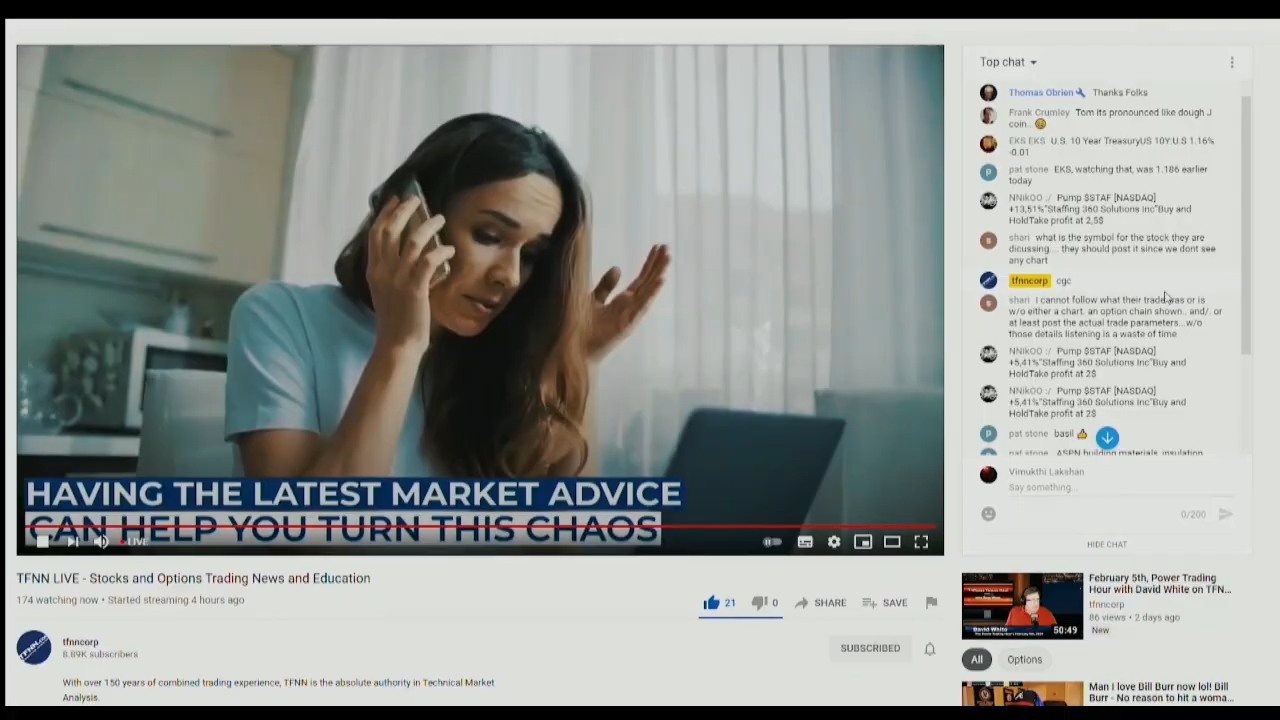 HAVING THE LATEST MARKET ADVICE
CAN HELP YOU TURN THIS CHAOS
LIVE
TFNN LIVE - Stocks and Options Trading News and Education
174 watching now • Started streaming 4 hours ago
21
0
SHARE
SAVE
tfnncorp
8.89K subscribers
SUBSCRIBED
With over 150 years of combined trading experience, TFNN is the absolute authority in Technical Market
Analysis.
Top chat
Thomas Obrien Thanks Folks
Frank Crumley Tom its pronounced like dough J
coin..
EKS EKS U.S. 10 Year TreasuryUS 10Y:U.S 1.16%
-0.01
pat stone EKS, watching that, was 1.186 earlier
today
NNikOO :/ Pump $STAF [NASDAQ]
+13,51%"Staffing 360 Solutions Inc"Buy and
HoldTake profit at 2,5$
shari what is the symbol for the stock they are
dicussing.... they should post it since we dont see
any chart
tfnncorp cgc
shari I cannot follow what their trade was or is
w/o either a chart. an option chain shown.. and/. or
at least post the actual trade parameters...w/o
those details listening is a waste of time
NNikOO :/ Pump $STAF [NASDAQ]
+5,41%"Staffing 360 Solutions Inc"Buy and
HoldTake profit at 2$
NNikOO :/ Pump $STAF [NASDAQ]
+5,41%"Staffing 360 Solutions Inc"Buy and
HoldTake profit at 2$
pat stone basil
pat stone ASPN building materials, insulation
Vimukthi Lakshan
Say something...
0/200
HIDE CHAT
February 5th, Power Trading
Hour with David White on TFN...
tfnncorp
86 views • 2 days ago
New
David White
50:49
All
Options
Man I love Bill Burr now lol! Bill
Burr - No reason to hit a woma...